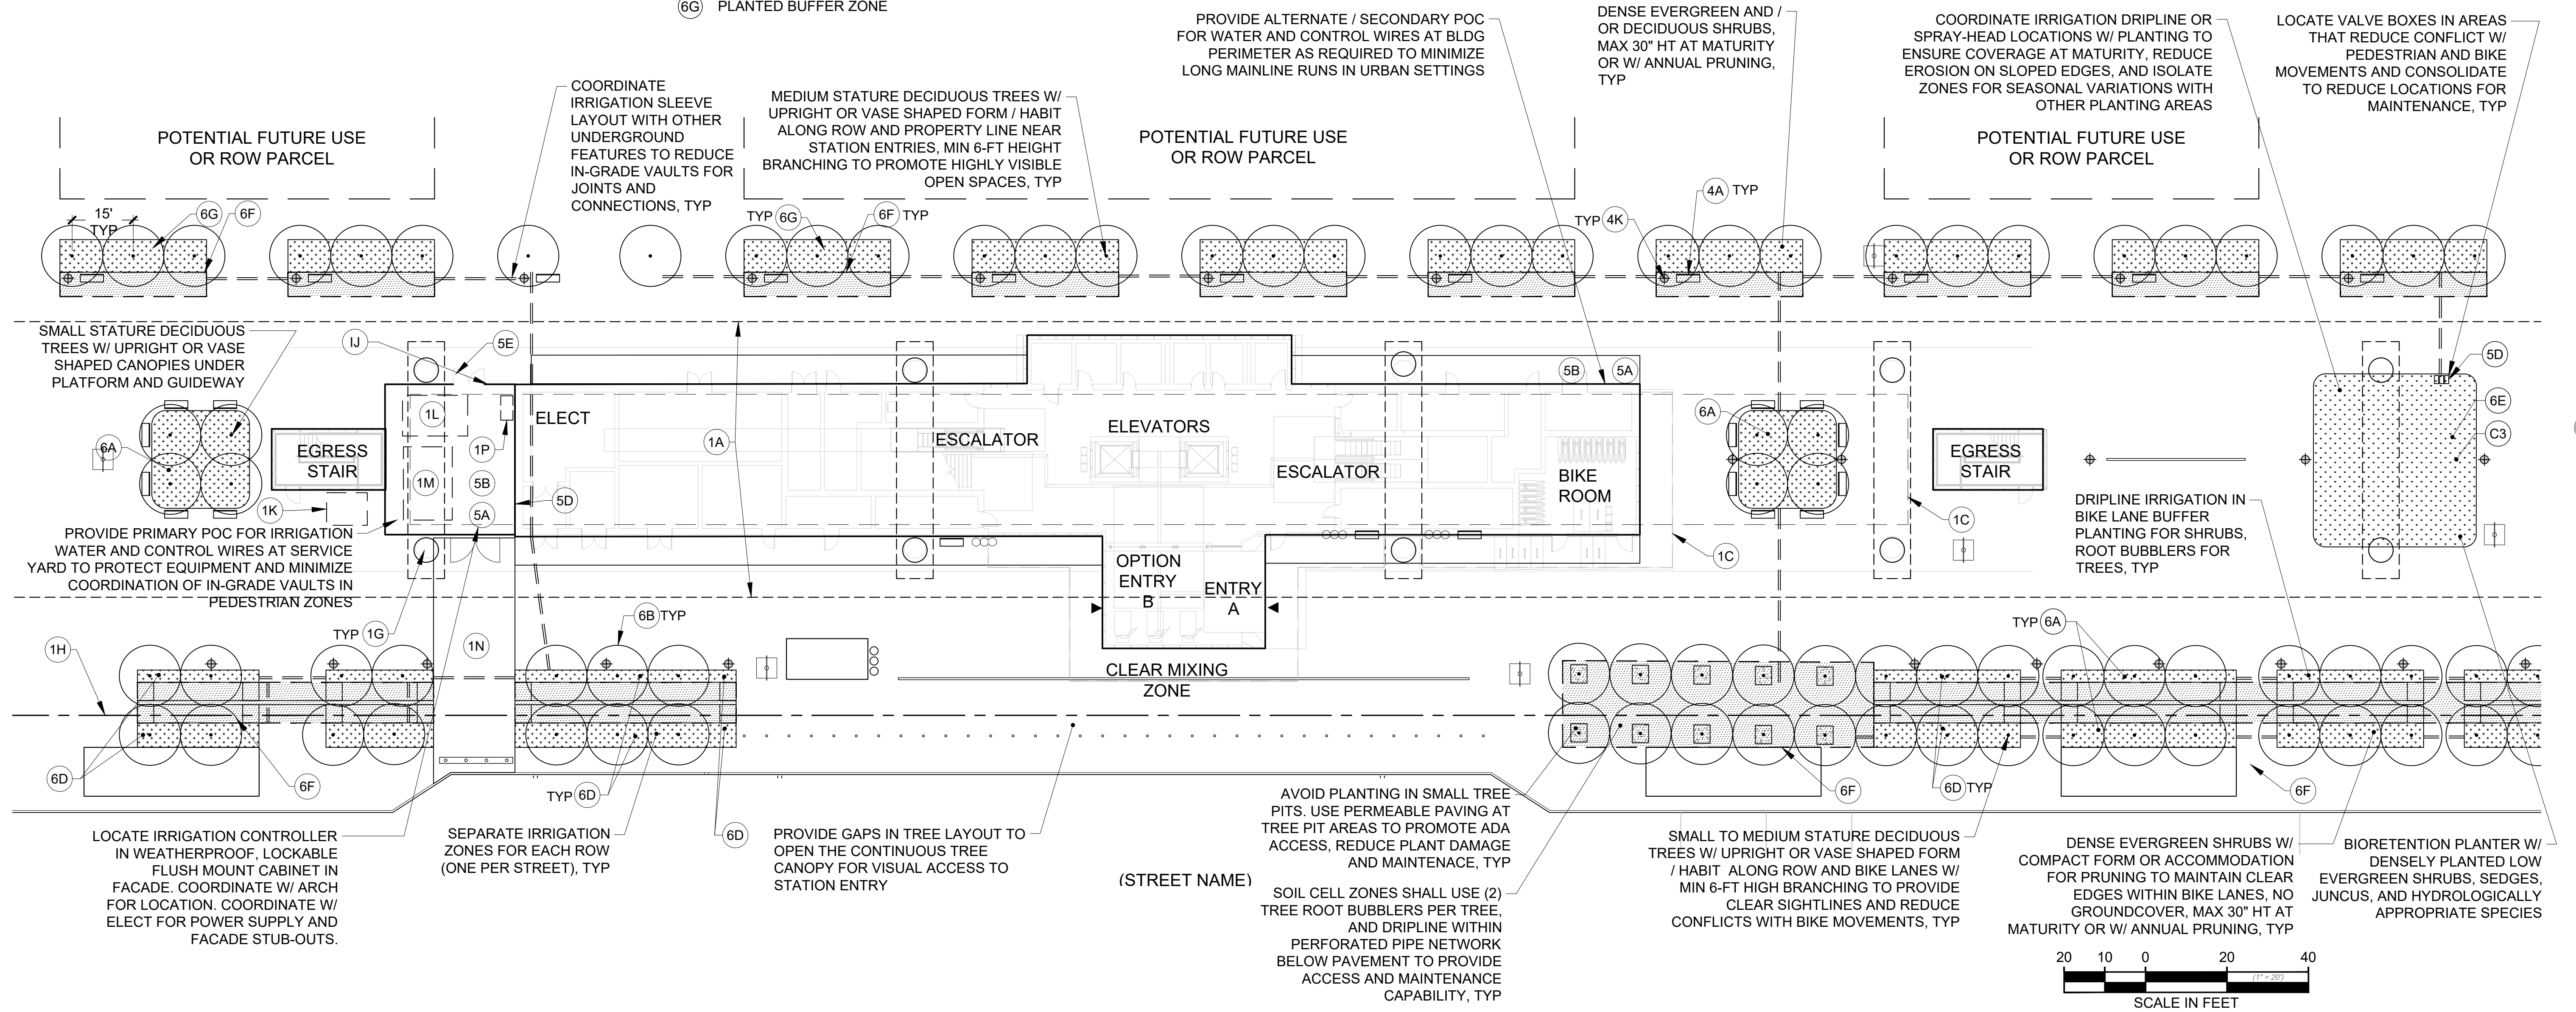 6G PLANTED BUFFER ZONE
PROVIDE ALTERNATE / SECONDARY POC
FOR WATER AND CONTROL WIRES AT BLDG
PERIMETER AS REQUIRED TO MINIMIZE
LONG MAINLINE RUNS IN URBAN SETTINGS
DENSE EVERGREEN AND /
OR DECIDUOUS SHRUBS,
MAX 30" HT AT MATURITY
OR W/ ANNUAL PRUNING,
TYP
COORDINATE IRRIGATION DRIPLINE OR
SPRAY-HEAD LOCATIONS W/ PLANTING TO
ENSURE COVERAGE AT MATURITY, REDUCE
EROSION ON SLOPED EDGES, AND ISOLATE
ZONES FOR SEASONAL VARIATIONS WITH
OTHER PLANTING AREAS
LOCATE VALVE BOXES IN AREAS
THAT REDUCE CONFLICT W/
PEDESTRIAN AND BIKE
MOVEMENTS AND CONSOLIDATE
TO REDUCE LOCATIONS FOR
MAINTENANCE, TYP
COORDINATE
IRRIGATION SLEEVE
LAYOUT WITH OTHER
UNDERGROUND
FEATURES TO REDUCE
IN-GRADE VAULTS FOR
JOINTS AND
CONNECTIONS, TYP
MEDIUM STATURE DECIDUOUS TREES W/
UPRIGHT OR VASE SHAPED FORM / HABIT
ALONG ROW AND PROPERTY LINE NEAR
STATION ENTRIES, MIN 6-FT HEIGHT
BRANCHING TO PROMOTE HIGHLY VISIBLE
OPEN SPACES, TYP
POTENTIAL FUTURE USE
OR ROW PARCEL
POTENTIAL FUTURE USE
OR ROW PARCEL
POTENTIAL FUTURE USE
OR ROW PARCEL
15'
TYP
6G
6F
TYP 6G
6F TYP
TYP 4K
4A TYP
SMALL STATURE DECIDUOUS
TREES W/ UPRIGHT OR VASE
SHAPED CANOPIES UNDER
PLATFORM AND GUIDEWAY
IJ
5E
5B
5A
5D
1L
1P
ELECT
1A
ESCALATOR
ELEVATORS
ESCALATOR
6A
6E
C3
6A
EGRESS
STAIR
1M
5B
5A
5D
1K
BIKE
ROOM
EGRESS
STAIR
1C
1C
PROVIDE PRIMARY POC FOR IRRIGATION
WATER AND CONTROL WIRES AT SERVICE
YARD TO PROTECT EQUIPMENT AND MINIMIZE
COORDINATION OF IN-GRADE VAULTS IN
PEDESTRIAN ZONES
DRIPLINE IRRIGATION IN
BIKE LANE BUFFER
PLANTING FOR SHRUBS,
ROOT BUBBLERS FOR
TREES, TYP
OPTION
ENTRY
B
ENTRY
A
TYP 1G
1H
1N
6B TYP
TYP 6A
CLEAR MIXING
ZONE
6D
6F
TYP 6D
6D
6F
6D TYP
6F
LOCATE IRRIGATION CONTROLLER
IN WEATHERPROOF, LOCKABLE
FLUSH MOUNT CABINET IN
FACADE. COORDINATE W/ ARCH
FOR LOCATION. COORDINATE W/
ELECT FOR POWER SUPPLY AND
FACADE STUB-OUTS.
SEPARATE IRRIGATION
ZONES FOR EACH ROW
(ONE PER STREET), TYP
PROVIDE GAPS IN TREE LAYOUT TO
OPEN THE CONTINUOUS TREE
CANOPY FOR VISUAL ACCESS TO
STATION ENTRY
(STREET NAME)
AVOID PLANTING IN SMALL TREE
PITS. USE PERMEABLE PAVING AT
TREE PIT AREAS TO PROMOTE ADA
ACCESS, REDUCE PLANT DAMAGE
AND MAINTENACE, TYP
SOIL CELL ZONES SHALL USE (2)
TREE ROOT BUBBLERS PER TREE,
AND DRIPLINE WITHIN
PERFORATED PIPE NETWORK
BELOW PAVEMENT TO PROVIDE
ACCESS AND MAINTENANCE
CAPABILITY, TYP
SMALL TO MEDIUM STATURE DECIDUOUS
TREES W/ UPRIGHT OR VASE SHAPED FORM
/ HABIT ALONG ROW AND BIKE LANES W/
MIN 6-FT HIGH BRANCHING TO PROVIDE
CLEAR SIGHTLINES AND REDUCE
CONFLICTS WITH BIKE MOVEMENTS, TYP
DENSE EVERGREEN SHRUBS W/
COMPACT FORM OR ACCOMMODATION
FOR PRUNING TO MAINTAIN CLEAR
EDGES WITHIN BIKE LANES, NO
GROUNDCOVER, MAX 30" HT AT
MATURITY OR W/ ANNUAL PRUNING, TYP
BIORETENTION PLANTER W/
DENSELY PLANTED LOW
EVERGREEN SHRUBS, SEDGES,
JUNCUS, AND HYDROLOGICALLY
APPROPRIATE SPECIES
20 10 0 20 40
(1" = 20')
SCALE IN FEET